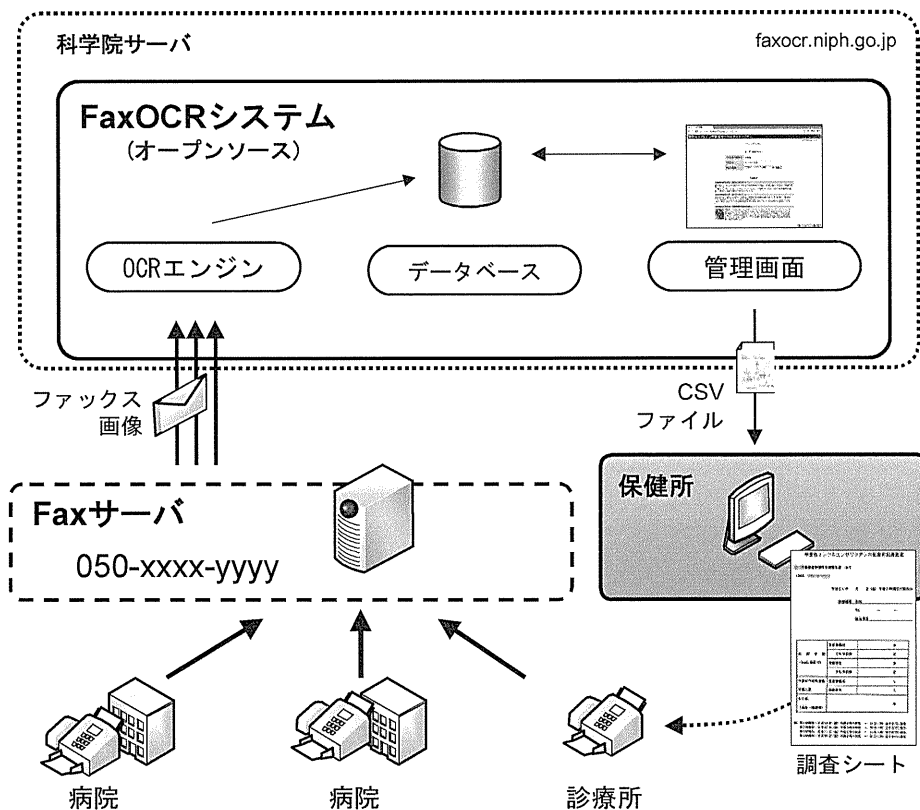 科学院サーバ
faxocr.niph.go.jp
FaxOCRシステム
(オープンソース)
OCRエンジン
データベース
管理画面
ファックス
画像
CSV
ファイル
Faxサーバ
050-xxxx-yyyy
保健所
病院
病院
診療所
調査シート